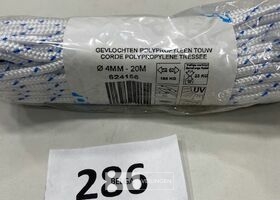 GEVLOCHTEN POLYPROPYLEEN TOUW
CORDE POLYPROPYLENE TRESSEE
Ø 4MM - 20M
624156
UV
286